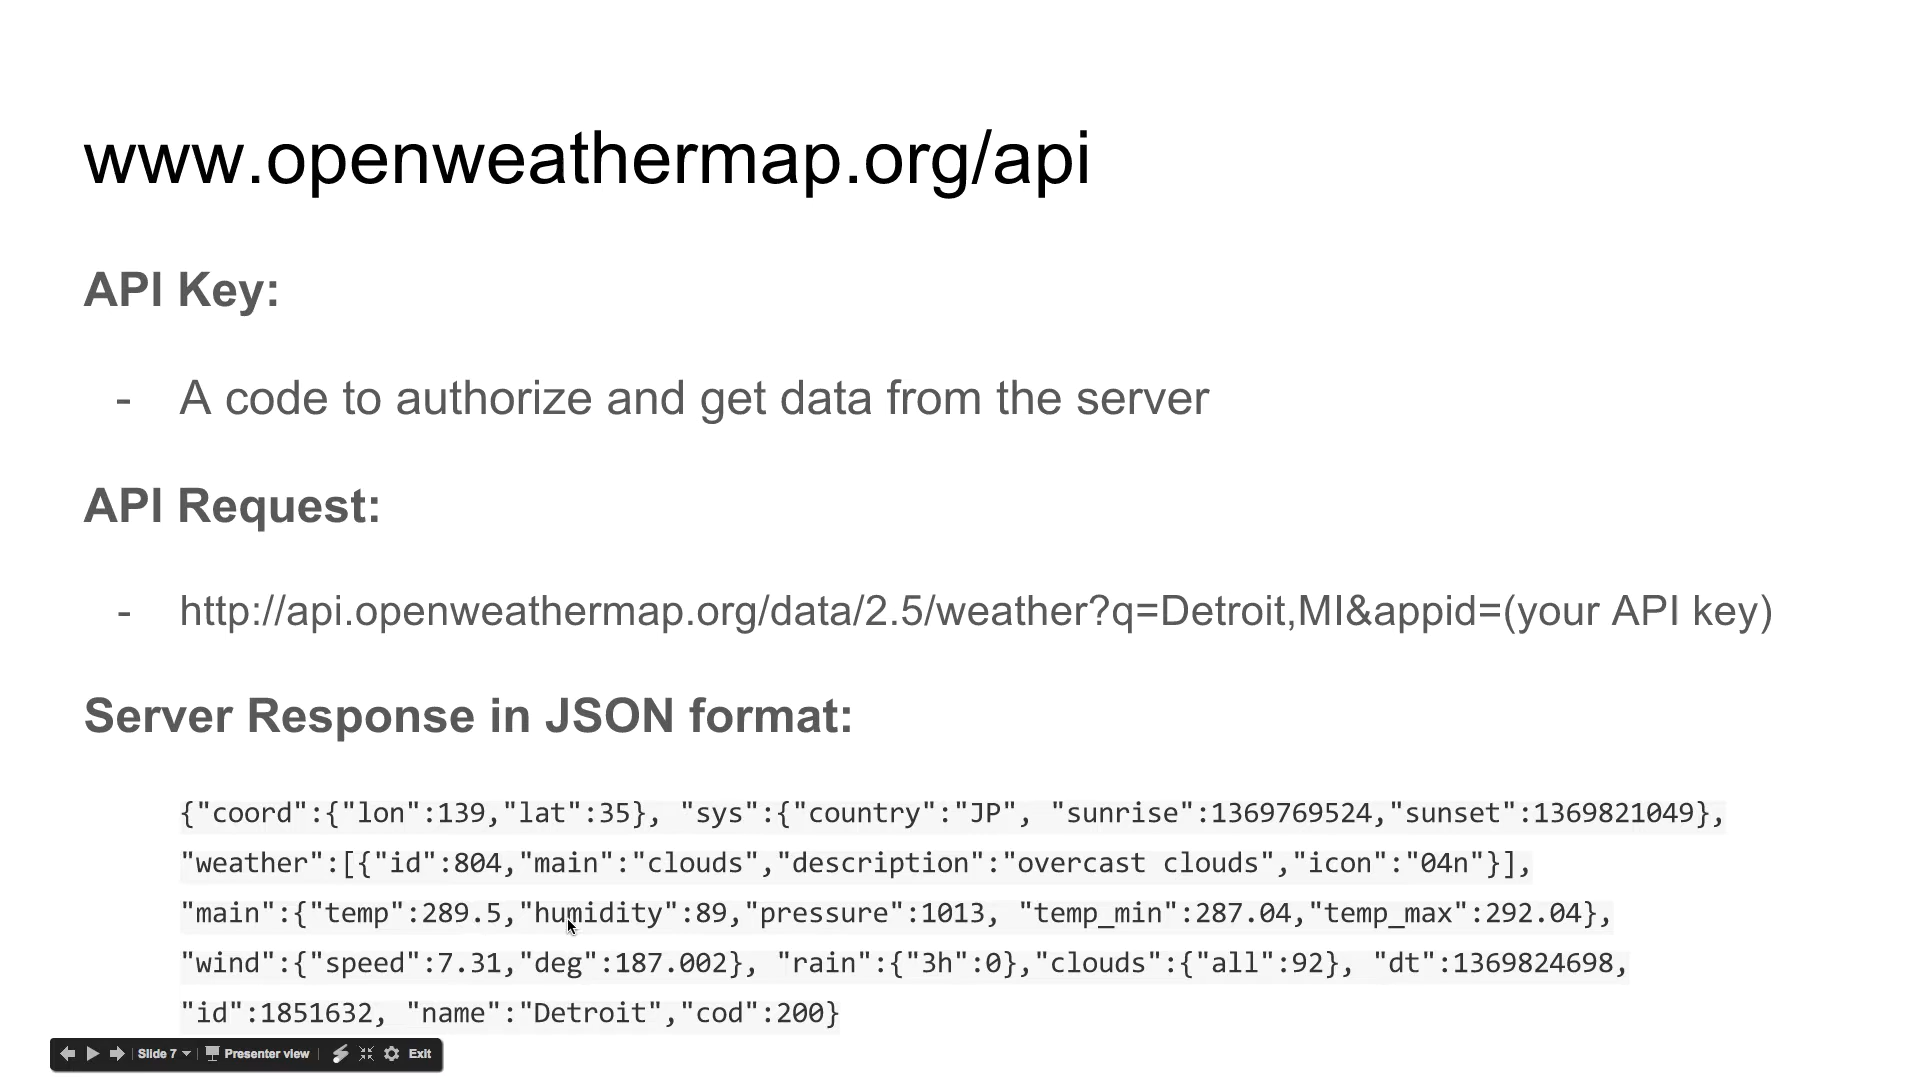 www.openweathermap.org/api
API Key:
- A code to authorize and get data from the server
API Request:
- http://api.openweathermap.org/data/2.5/weather?q=Detroit,MI&appid=(your API key)
Server Response in JSON format:
{"coord":{"lon":139,"lat":35}, "sys":{"country":"JP", "sunrise":1369769524,"sunset":1369821049},
"weather":[{"id":804,"main":"clouds","description":"overcast clouds","icon":"04n"}],
"main":{"temp":289.5,"humidity":89,"pressure":1013, "temp_min":287.04,"temp_max":292.04},
"wind":{"speed":7.31,"deg":187.002}, "rain":{"3h":0},"clouds":{"all":92}, "dt":1369824698,
"id":1851632, "name":"Detroit","cod":200}
Slide 7 Presenter view Exit